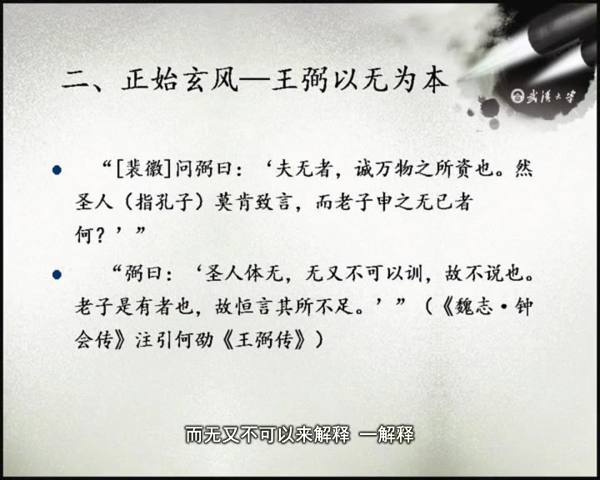 二、正始玄风—王弼以无为本
武汉大学
“[裴徽]问弼曰：‘夫无者，诚万物之所资也。然
圣人（指孔子）莫肯致言，而老子申之无已者
何？’”
“弼曰：‘圣人体无，无又不可以训，故不说也。
老子是有者也，故恒言其所不足。’”（《魏志·钟
会传》注引何劭《王弼传》）
而无又不可以来解释 一解释